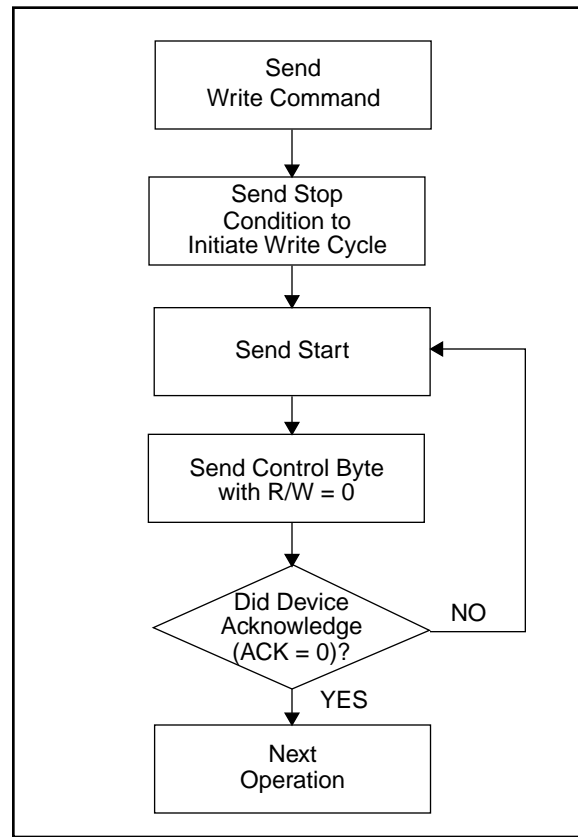 Send
Write Command
Send Stop
Condition to
Initiate Write Cycle
Send Start
Send Control Byte
with R/W = 0
Did Device
Acknowledge
(ACK = 0)?
NO
YES
Next
Operation